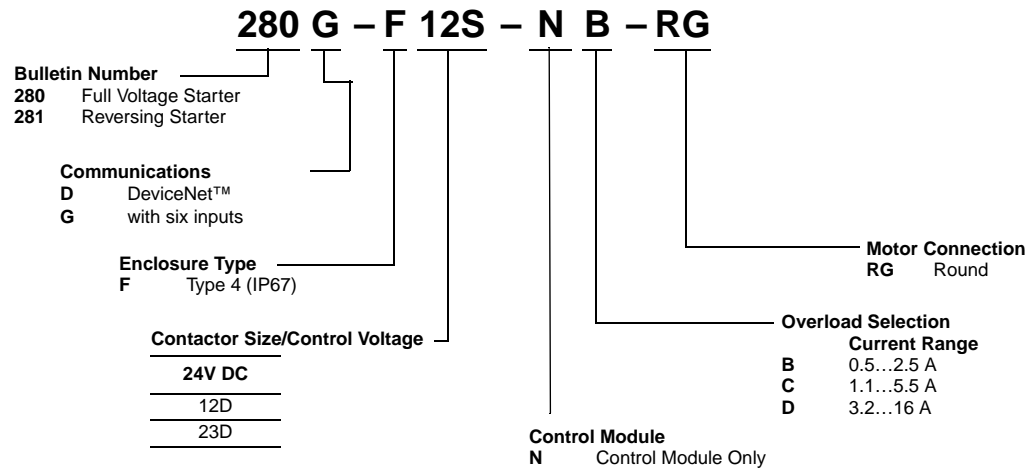 280 G – F 12S – N B – RG
Bulletin Number
280 Full Voltage Starter
281 Reversing Starter
Communications
D DeviceNet™
G with six inputs
Enclosure Type
F Type 4 (IP67)
Contactor Size/Control Voltage
24V DC
12D
23D
Motor Connection
RG Round
Overload Selection
Current Range
B 0.5…2.5 A
C 1.1…5.5 A
D 3.2…16 A
Control Module
N Control Module Only